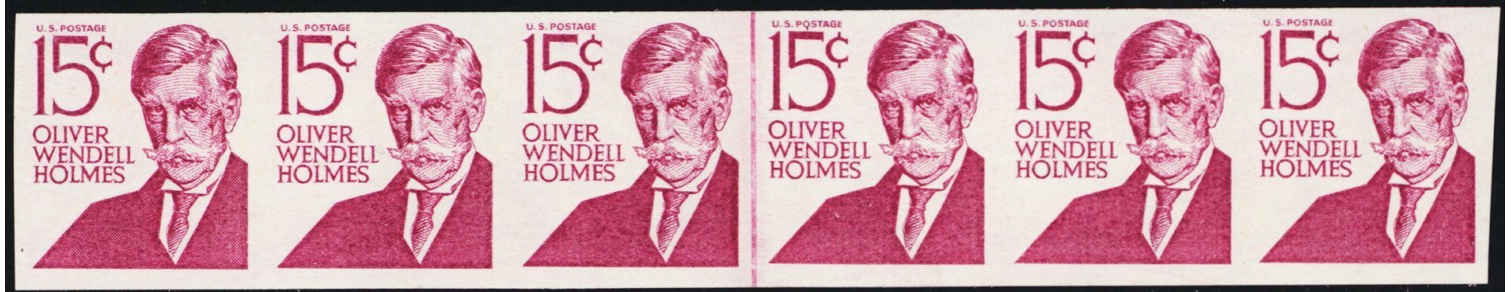 U.S. POSTAGE
15¢
OLIVER
WENDELL
HOLMES
U.S. POSTAGE
15¢
OLIVER
WENDELL
HOLMES
U.S. POSTAGE
15¢
OLIVER
WENDELL
HOLMES
U.S. POSTAGE
15¢
OLIVER
WENDELL
HOLMES
U.S. POSTAGE
15¢
OLIVER
WENDELL
HOLMES
U.S. POSTAGE
15¢
OLIVER
WENDELL
HOLMES